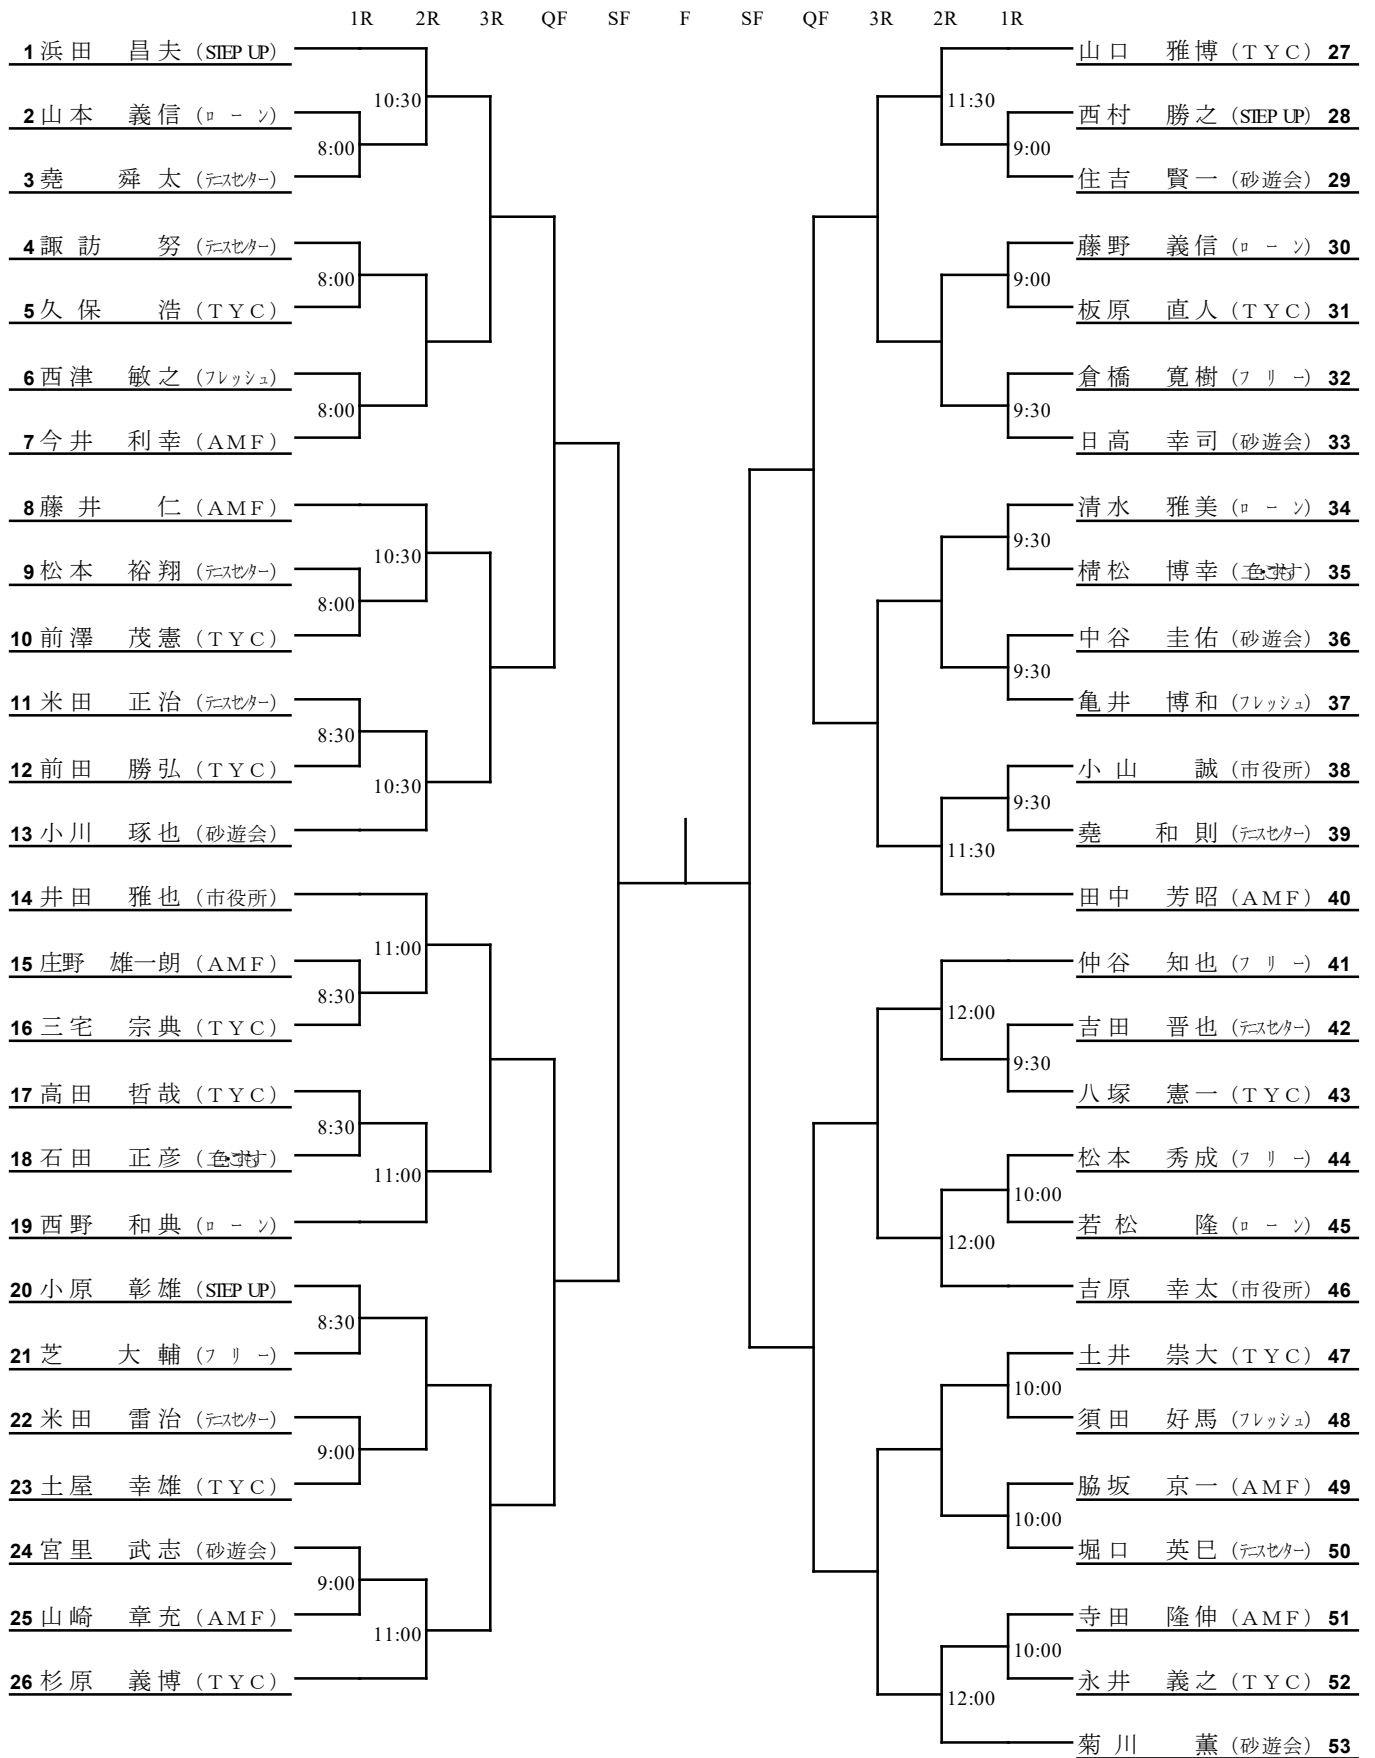 1R 2R 3R QF SF F SF QF 3R 2R 1R
1 浜田 昌夫 (STEP UP)
10:30
2 山本 義信 (ローン)
8:00
3 堯 舜太 (テニスセンター)
4 諏訪 努 (テニスセンター)
8:00
5 久保 浩 (TYC)
6 西津 敏之 (フレッシュ)
8:00
7 今井 利幸 (AMF)
8 藤井 仁 (AMF)
10:30
9 松本 裕翔 (テニスセンター)
8:00
10 前澤 茂憲 (TYC)
11 米田 正治 (テニスセンター)
8:30
12 前田 勝弘 (TYC)
10:30
13 小川 琢也 (砂遊会)
14 井田 雅也 (市役所)
11:00
15 庄野 雄一朗 (AMF)
8:30
16 三宅 宗典 (TYC)
17 高田 哲哉 (TYC)
8:30
18 石田 正彦
11:00
19 西野 和典 (ローン)
20 小原 彰雄 (STEP UP)
8:30
21 芝 大輔 (フリー)
22 米田 雷治 (テニスセンター)
9:00
23 土屋 幸雄 (TYC)
24 宮里 武志 (砂遊会)
9:00
25 山崎 章充 (AMF)
11:00
26 杉原 義博 (TYC)
山口 雅博 (TYC) 27
11:30
西村 勝之 (STEP UP) 28
9:00
住吉 賢一 (砂遊会) 29
藤野 義信 (ローン) 30
9:00
板原 直人 (TYC) 31
倉橋 寛樹 (フリー) 32
9:30
日高 幸司 (砂遊会) 33
清水 雅美 (ローン) 34
9:30
棈松 博幸 35
中谷 圭佑 (砂遊会) 36
9:30
亀井 博和 (フレッシュ) 37
小山 誠 (市役所) 38
9:30
堯 和則 (テニスセンター) 39
11:30
田中 芳昭 (AMF) 40
仲谷 知也 (フリー) 41
12:00
吉田 晋也 (テニスセンター) 42
9:30
八塚 憲一 (TYC) 43
松本 秀成 (フリー) 44
10:00
若松 隆 (ローン) 45
12:00
吉原 幸太 (市役所) 46
土井 崇大 (TYC) 47
10:00
須田 好馬 (フレッシュ) 48
脇坂 京一 (AMF) 49
10:00
堀口 英巳 (テニスセンター) 50
寺田 隆伸 (AMF) 51
10:00
永井 義之 (TYC) 52
12:00
菊川 薫 (砂遊会) 53